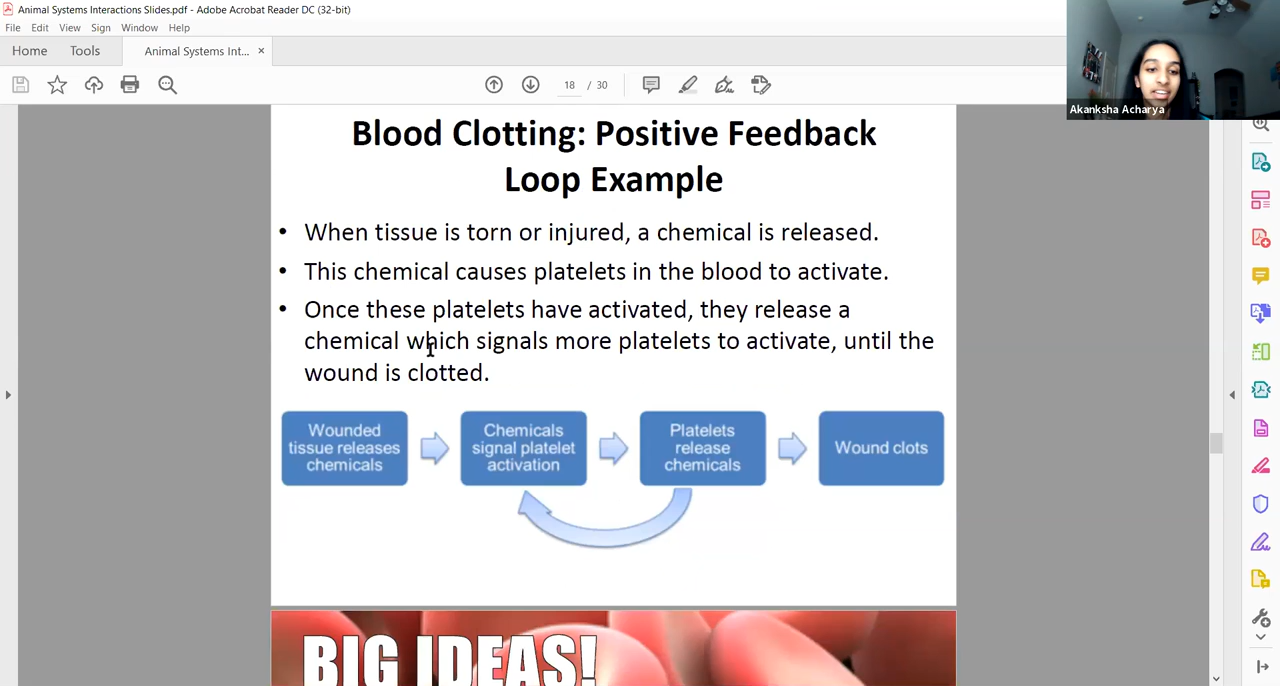 Animal Systems Interactions Slides.pdf - Adobe Acrobat Reader DC (32-bit)
File Edit View Sign Window Help
Home Tools Animal Systems Int... ×
18 / 30
Akanksha Acharya
Blood Clotting: Positive Feedback
Loop Example
• When tissue is torn or injured, a chemical is released.
• This chemical causes platelets in the blood to activate.
• Once these platelets have activated, they release a
chemical which signals more platelets to activate, until the
wound is clotted.
Wounded
tissue releases
chemicals
Chemicals
signal platelet
activation
Platelets
release
chemicals
Wound clots
BIG IDEAS!